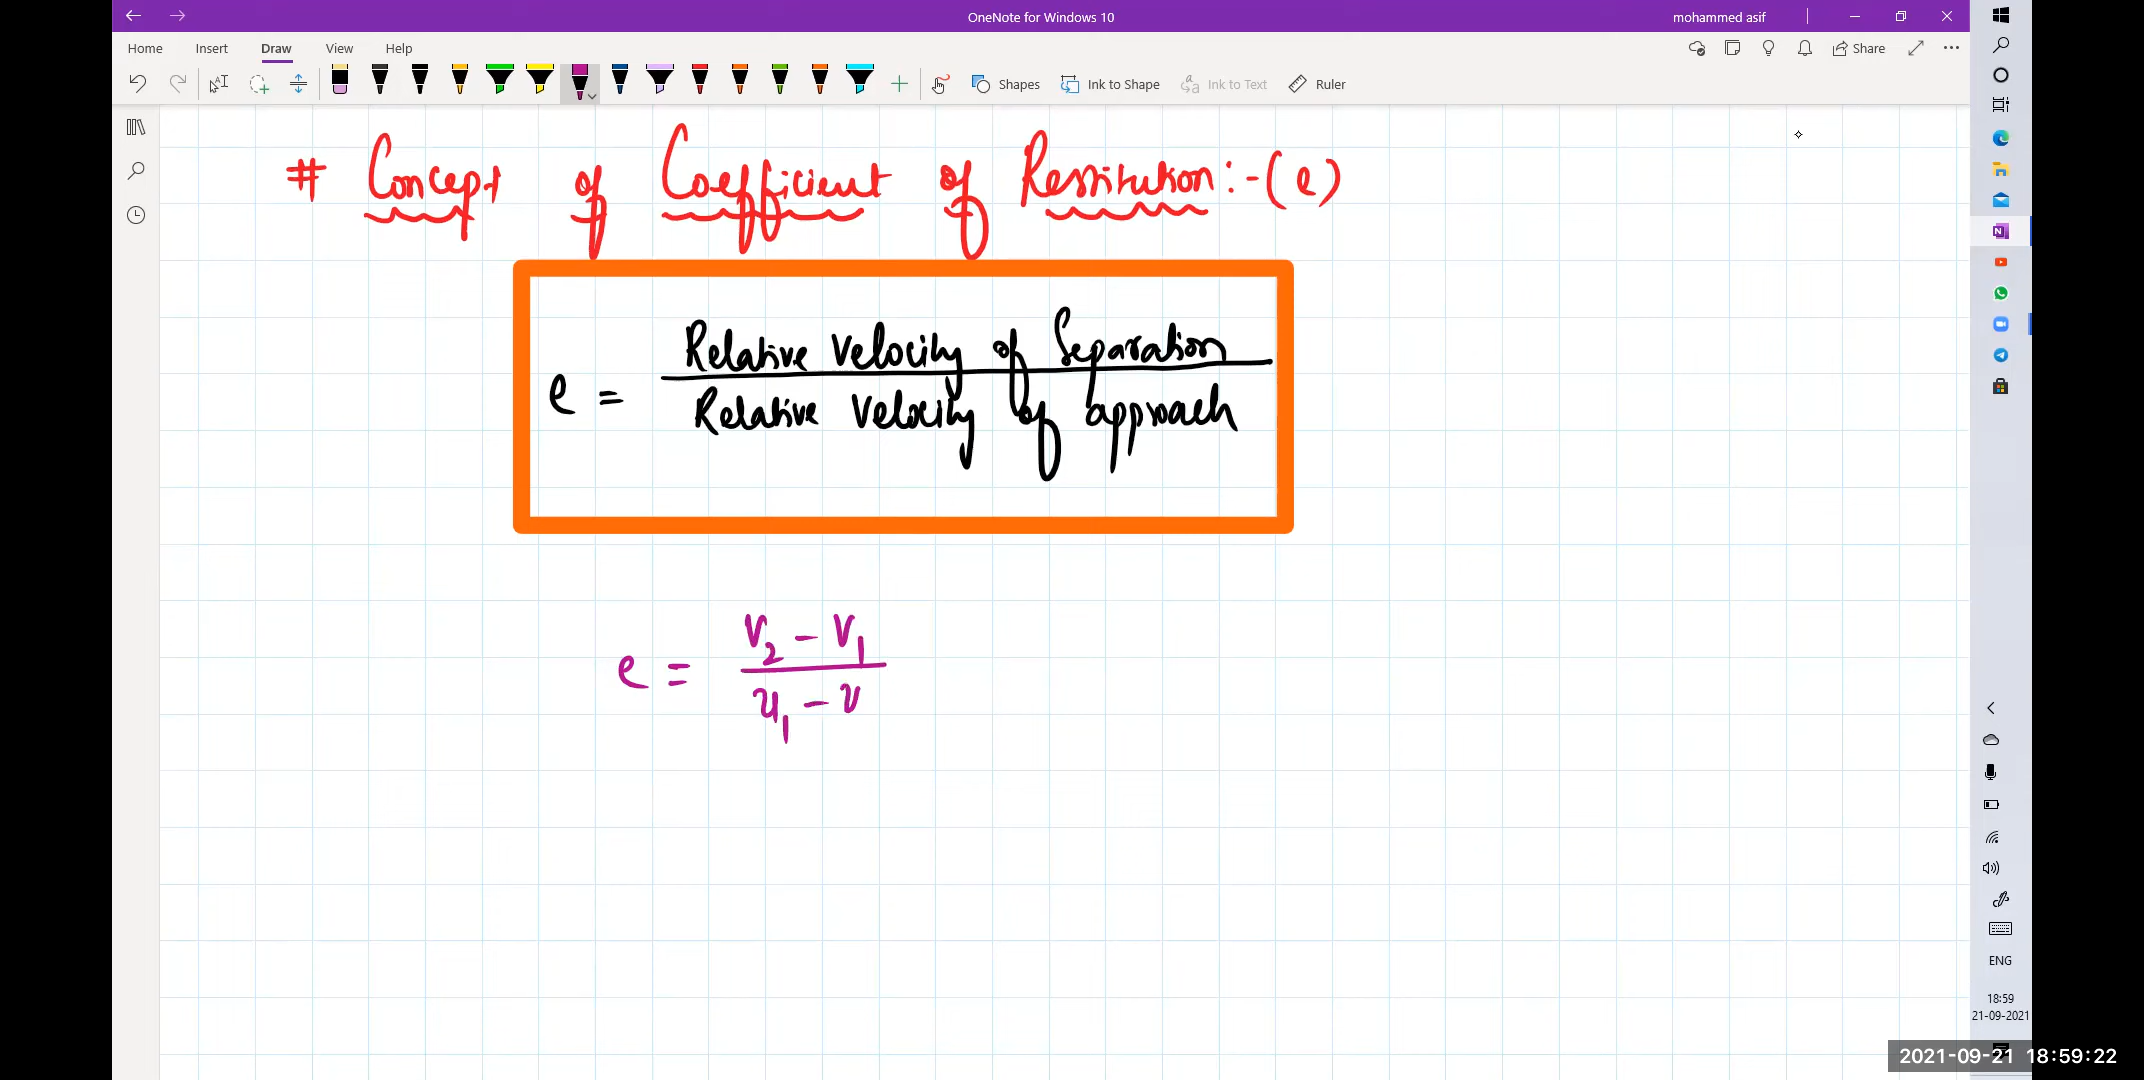 OneNote for Windows 10
mohammed asif
Home Insert Draw View Help
Share
Shapes Ink to Shape Ink to Text Ruler
# Concept of Coefficient of Restitution :- (e)
e = Relative Velocity of Separation
Relative Velocity of approach
e = V2 - V1
u1 - u
ENG
18:59
21-09-2021
2021-09-21 18:59:22